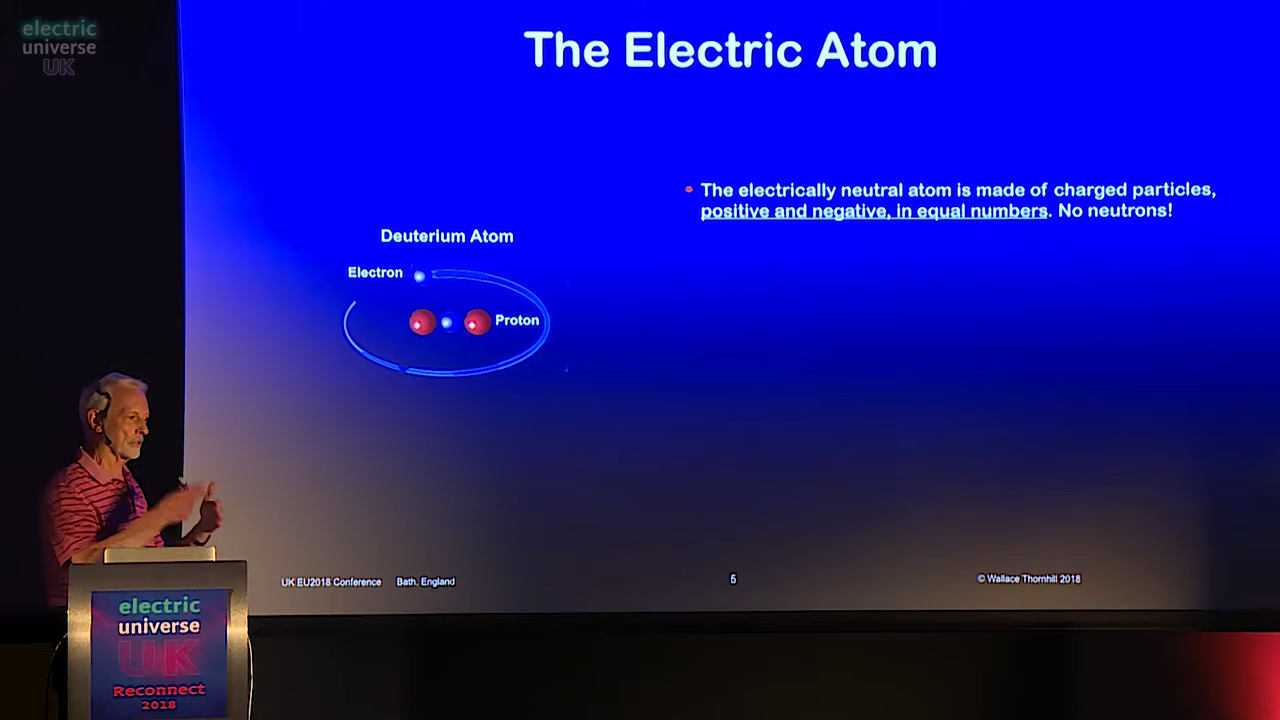 electric
universe
UK
The Electric Atom
• The electrically neutral atom is made of charged particles,
positive and negative, in equal numbers. No neutrons!
Deuterium Atom
Electron
Proton
UK EU2018 Conference Bath, England
5
© Wallace Thornhill 2018
electric
universe
UK
Reconnect
2018